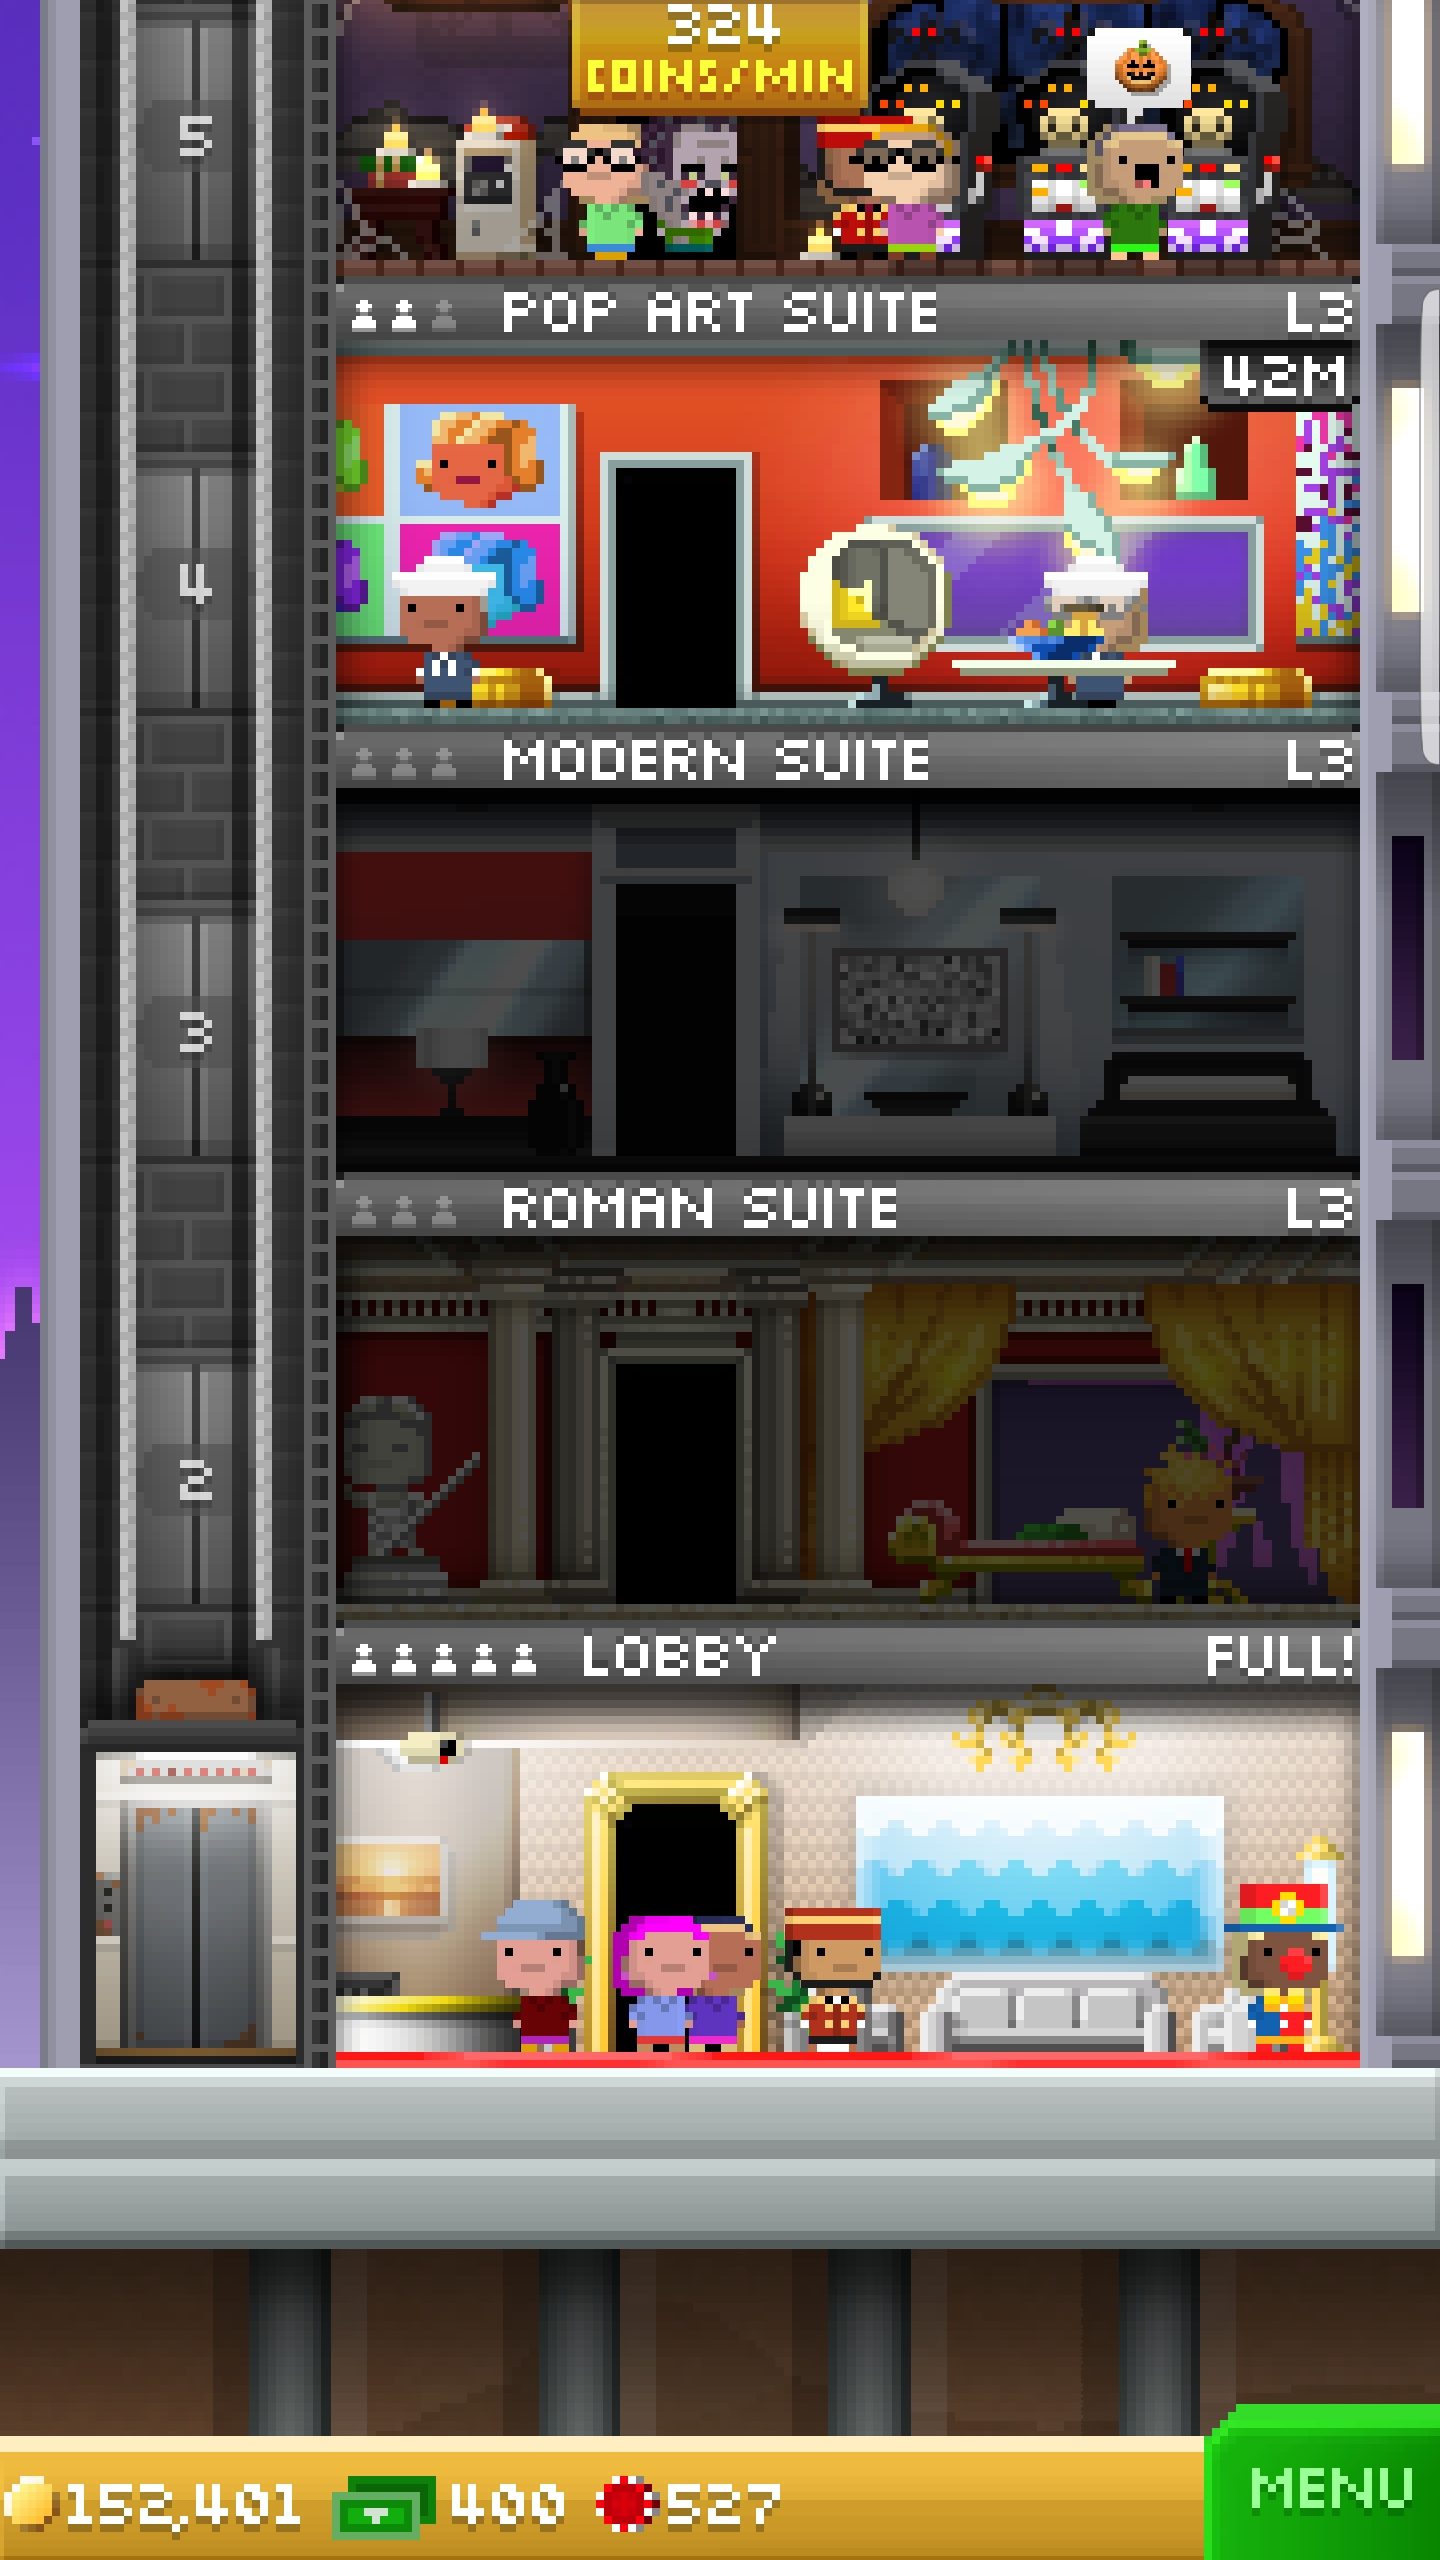 324
COINS/MIN
5
POP ART SUITE L3
42M
4
MODERN SUITE L3
3
ROMAN SUITE L3
2
LOBBY FULL!
152,401 400 527
MENU